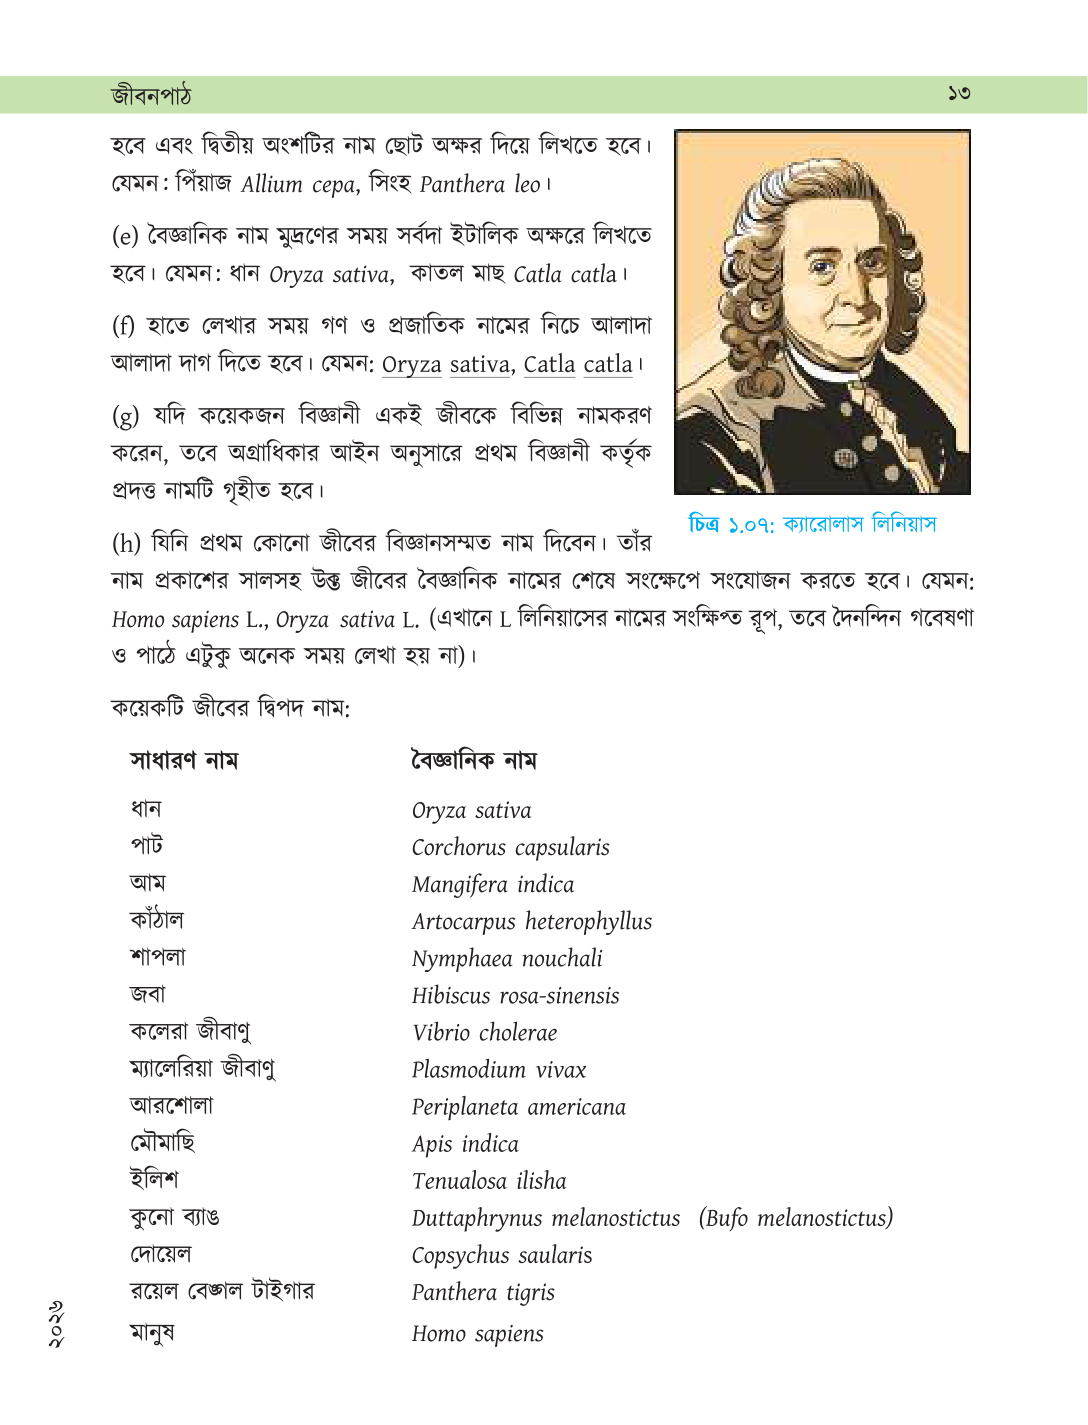 জীবনপাঠ ১৩
হবে এবং দ্বিতীয় অংশটির নাম ছোট অক্ষর দিয়ে লিখতে হবে।
যেমন : পিঁয়াজ Allium cepa, সিংহ Panthera leo।
(e) বৈজ্ঞানিক নাম মুদ্রণের সময় সর্বদা ইটালিক অক্ষরে লিখতে
হবে। যেমন : ধান Oryza sativa, কাতল মাছ Catla catla।
(f) হাতে লেখার সময় গণ ও প্রজাতিক নামের নিচে আলাদা
আলাদা দাগ দিতে হবে। যেমন: Oryza sativa, Catla catla।
(g) যদি কয়েকজন বিজ্ঞানী একই জীবকে বিভিন্ন নামকরণ
করেন, তবে অগ্রাধিকার আইন অনুসারে প্রথম বিজ্ঞানী কর্তৃক
প্রদত্ত নামটি গৃহীত হবে।
চিত্র ১.০৭: ক্যারোলাস লিনিয়াস
(h) যিনি প্রথম কোনো জীবের বিজ্ঞানসম্মত নাম দিবেন। তাঁর
নাম প্রকাশের সালসহ উক্ত জীবের বৈজ্ঞানিক নামের শেষে সংক্ষেপে সংযোজন করতে হবে। যেমন:
Homo sapiens L., Oryza sativa L. (এখানে L লিনিয়াসের নামের সংক্ষিপ্ত রূপ, তবে দৈনন্দিন গবেষণা
ও পাঠে এটুকু অনেক সময় লেখা হয় না)।
কয়েকটি জীবের দ্বিপদ নাম:
সাধারণ নাম বৈজ্ঞানিক নাম
ধান Oryza sativa
পাট Corchorus capsularis
আম Mangifera indica
কাঁঠাল Artocarpus heterophyllus
শাপলা Nymphaea nouchali
জবা Hibiscus rosa-sinensis
কলেরা জীবাণু Vibrio cholerae
ম্যালেরিয়া জীবাণু Plasmodium vivax
আরশোলা Periplaneta americana
মৌমাছি Apis indica
ইলিশ Tenualosa ilisha
কুনো ব্যাঙ Duttaphrynus melanostictus (Bufo melanostictus)
দোয়েল Copsychus saularis
রয়েল বেঙ্গল টাইগার Panthera tigris
মানুষ Homo sapiens
২০২৬